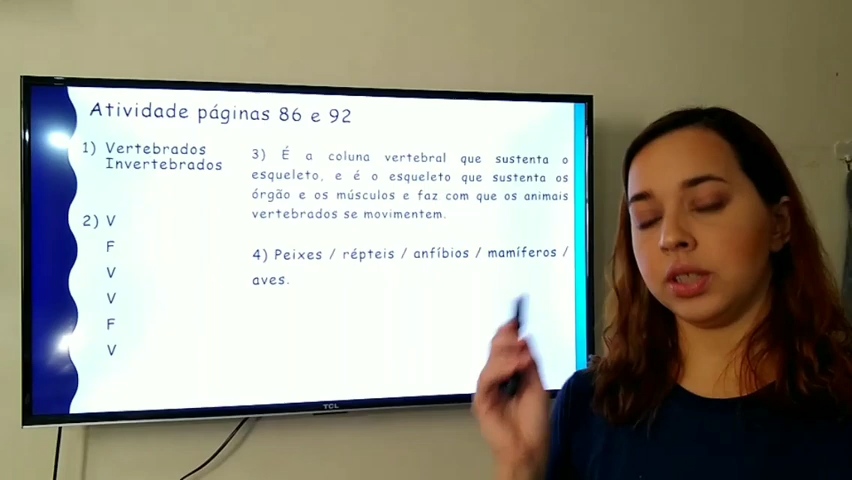 Atividade páginas 86 e 92
1) Vertebrados
Invertebrados
2) V
F
V
V
F
V
3) É a coluna vertebral que sustenta o
esqueleto, e é o esqueleto que sustenta os
órgão e os músculos e faz com que os animais
vertebrados se movimentem.
4) Peixes / répteis / anfíbios / mamíferos /
aves.
TCL